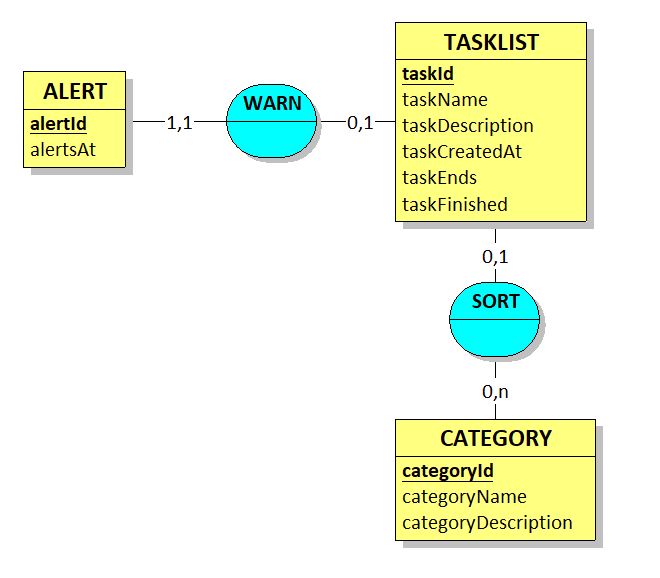 ALERT
alertId
alertsAt
1,1
WARN
0,1
TASKLIST
taskId
taskName
taskDescription
taskCreatedAt
taskEnds
taskFinished
0,1
SORT
0,n
CATEGORY
categoryId
categoryName
categoryDescription